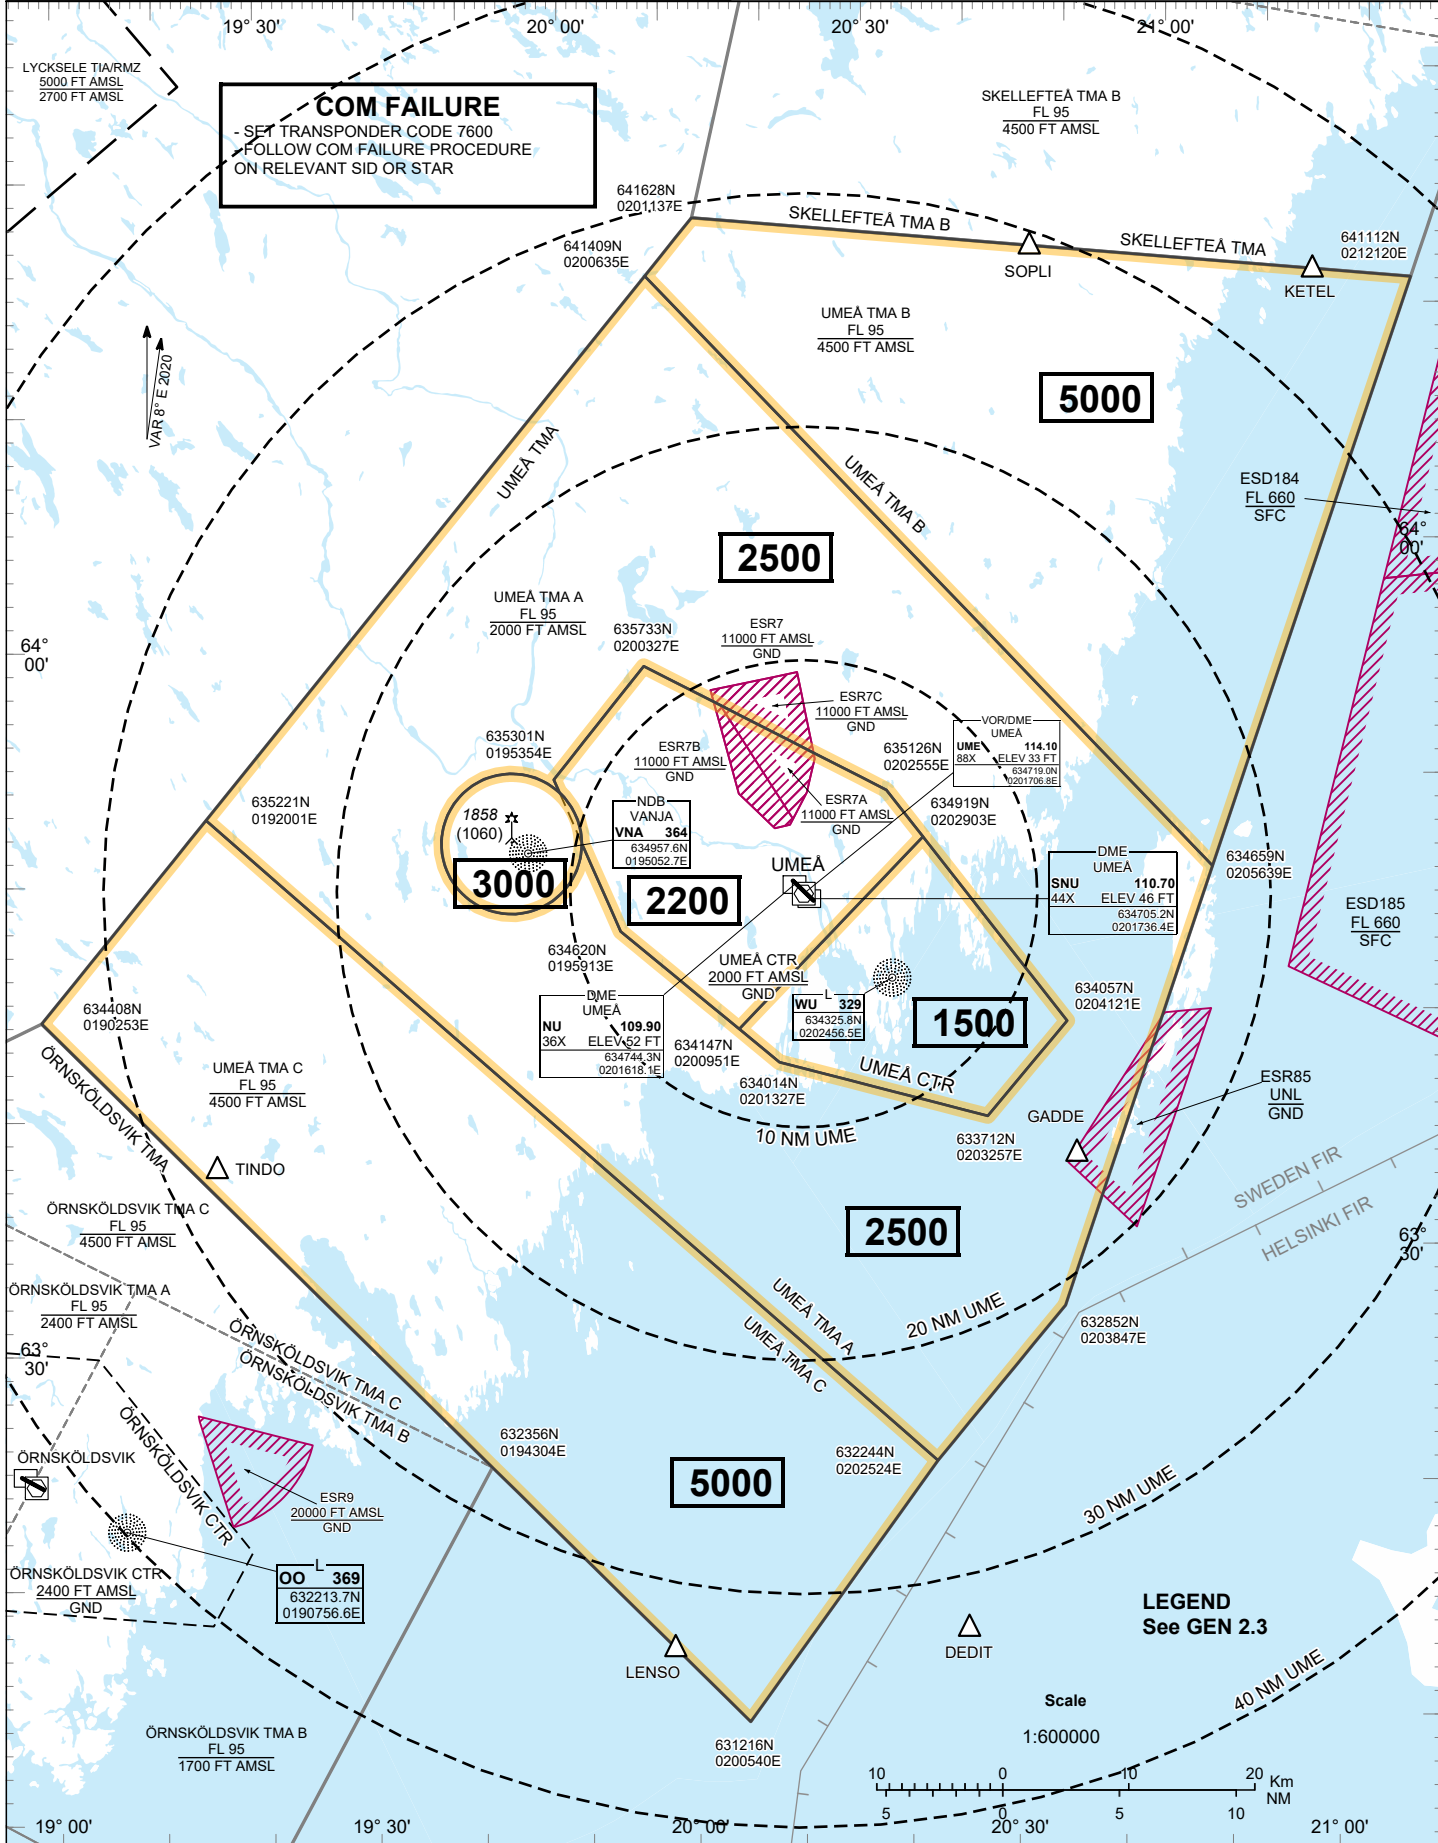 19° 30'
20° 00'
20° 30'
21° 00'
LYCKSELE TIA/RMZ
5000 FT AMSL
2700 FT AMSL
COM FAILURE
- SET TRANSPONDER CODE 7600
- FOLLOW COM FAILURE PROCEDURE
ON RELEVANT SID OR STAR
SKELLEFTEÅ TMA B
FL 95
4500 FT AMSL
641628N
0201137E
SKELLEFTEÅ TMA B
SKELLEFTEÅ TMA
641409N
0200635E
SOPLI
KETEL
641112N
0212120E
UMEÅ TMA B
FL 95
4500 FT AMSL
VAR 8° E 2020
5000
UMEÅ TMA
UMEÅ TMA B
ESD184
FL 660
SFC
64°
00'
2500
UMEÅ TMA A
FL 95
2000 FT AMSL
635733N
0200327E
ESR7
11000 FT AMSL
GND
64°
00'
ESR7C
11000 FT AMSL
GND
635301N
0195354E
ESR7B
11000 FT AMSL
GND
635126N
0202555E
VOR/DME
UMEÅ
UME 114.10
88X ELEV 33 FT
634719.0N
0201706.8E
635221N
0192001E
1858
(1060)
NDB
VANJA
VNA 364
634957.6N
0195052.7E
ESR7A
11000 FT AMSL
GND
634919N
0202903E
UMEÅ
3000
2200
DME
UMEÅ
SNU 110.70
44X ELEV 46 FT
634705.2N
0201736.4E
634659N
0205639E
ESD185
FL 660
SFC
634620N
0195913E
UMEÅ CTR
2000 FT AMSL
GND
634408N
0190253E
DME
UMEÅ
NU 109.90
36X ELEV 52 FT
634744.3N
0201618.1E
L
WU 329
634325.8N
0202456.5E
1500
634057N
0204121E
634147N
0200951E
ÖRNSKÖLDSVIK TMA
UMEÅ TMA C
FL 95
4500 FT AMSL
634014N
0201327E
UMEÅ CTR
ESR85
UNL
GND
GADDE
10 NM UME
633712N
0203257E
TINDO
SWEDEN FIR
HELSINKI FIR
ÖRNSKÖLDSVIK TMA C
FL 95
4500 FT AMSL
2500
63°
30'
ÖRNSKÖLDSVIK TMA A
FL 95
2400 FT AMSL
UMEÅ TMA A
UMEÅ TMA C
20 NM UME
632852N
0203847E
63°
30'
ÖRNSKÖLDSVIK TMA C
ÖRNSKÖLDSVIK TMA B
ÖRNSKÖLDSVIK CTR
632356N
0194304E
632244N
0202524E
ÖRNSKÖLDSVIK
5000
ESR9
20000 FT AMSL
GND
30 NM UME
ÖRNSKÖLDSVIK CTR
2400 FT AMSL
GND
L
OO 369
632213.7N
0190756.6E
LEGEND
See GEN 2.3
LENSO
DEDIT
40 NM UME
Scale
1:600000
ÖRNSKÖLDSVIK TMA B
FL 95
1700 FT AMSL
631216N
0200540E
10 0 10 20 Km
NM
5 0 5 10
19° 00'
19° 30'
20° 00'
20° 30'
21° 00'